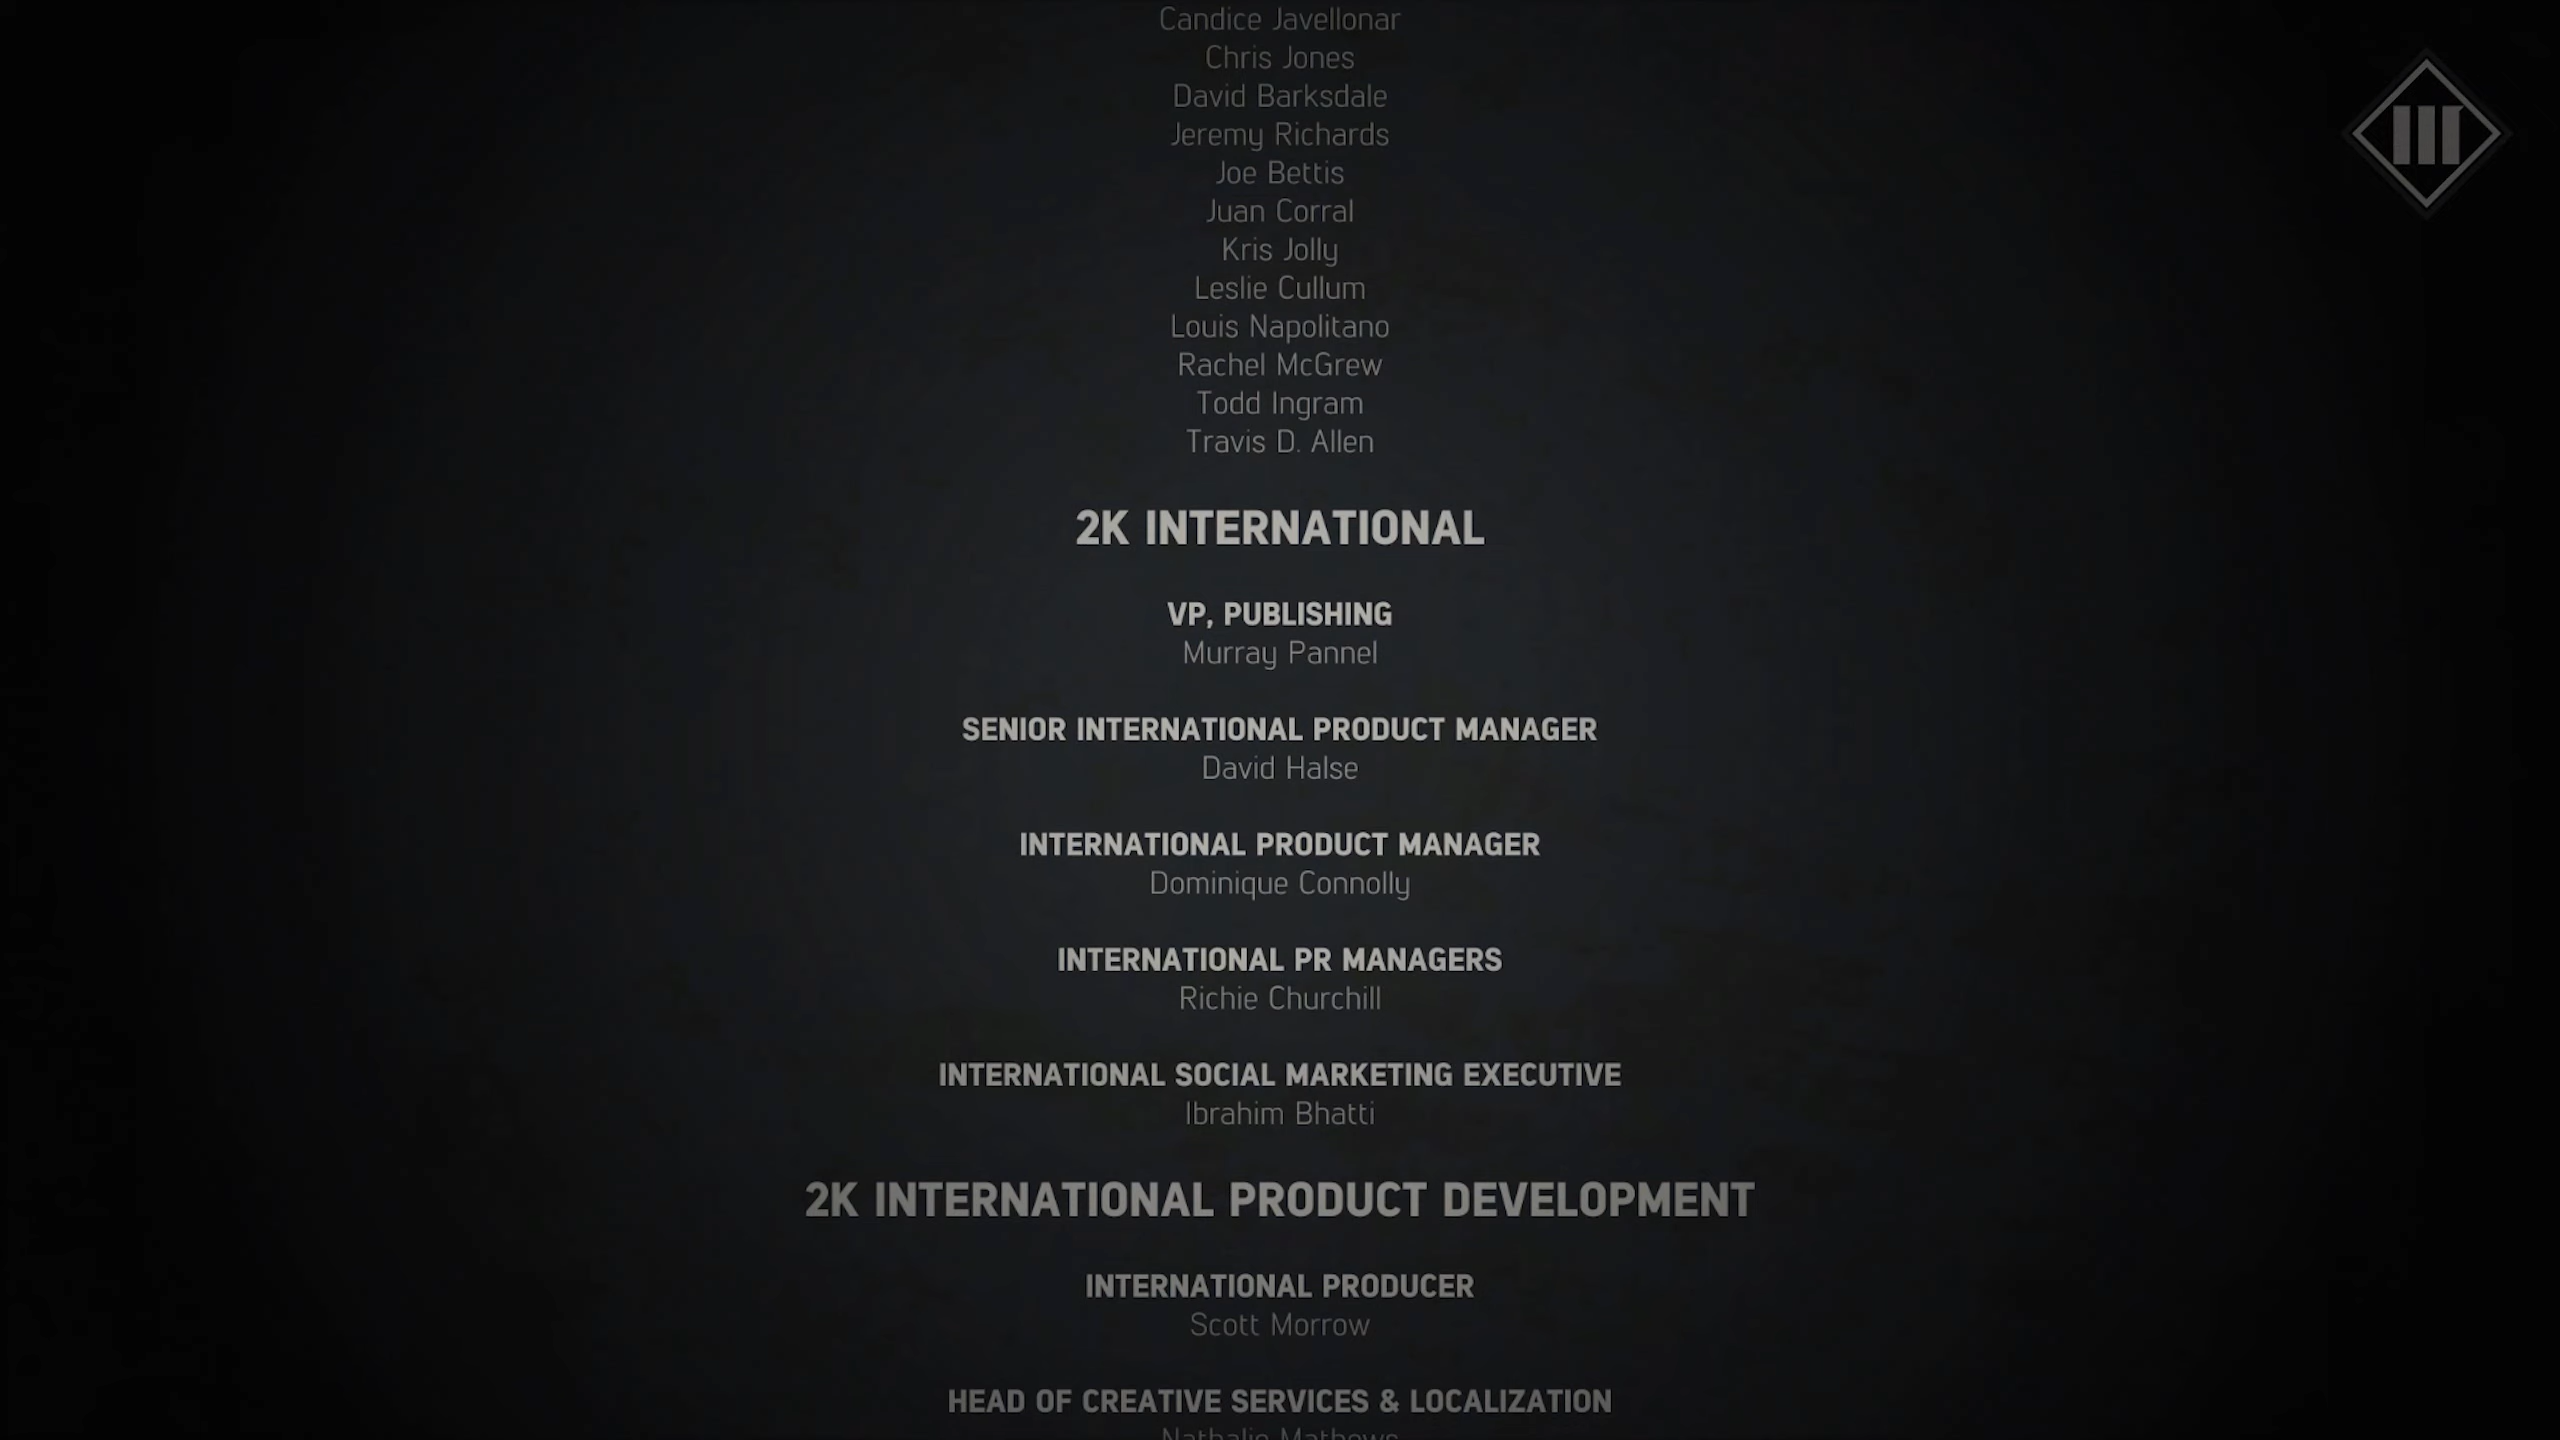 Candice Javellonar
Chris Jones
David Barksdale
Jeremy Richards
Joe Bettis
Juan Corral
Kris Jolly
Leslie Cullum
Louis Napolitano
Rachel McGrew
Todd Ingram
Travis D. Allen
2K INTERNATIONAL
VP, PUBLISHING
Murray Pannel
SENIOR INTERNATIONAL PRODUCT MANAGER
David Halse
INTERNATIONAL PRODUCT MANAGER
Dominique Connolly
INTERNATIONAL PR MANAGERS
Richie Churchill
INTERNATIONAL SOCIAL MARKETING EXECUTIVE
Ibrahim Bhatti
2K INTERNATIONAL PRODUCT DEVELOPMENT
INTERNATIONAL PRODUCER
Scott Morrow
HEAD OF CREATIVE SERVICES & LOCALIZATION
Nathalie Mathews
III